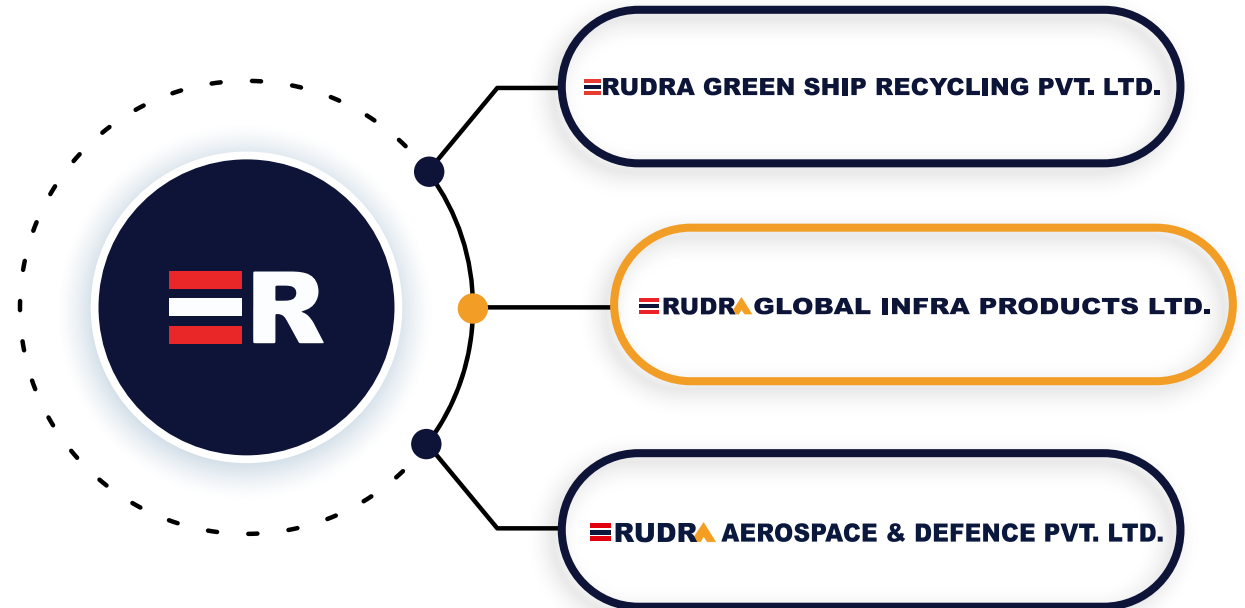 R
RUDRA GREEN SHIP RECYCLING PVT. LTD.
RUDRA GLOBAL INFRA PRODUCTS LTD.
RUDRA AEROSPACE & DEFENCE PVT. LTD.